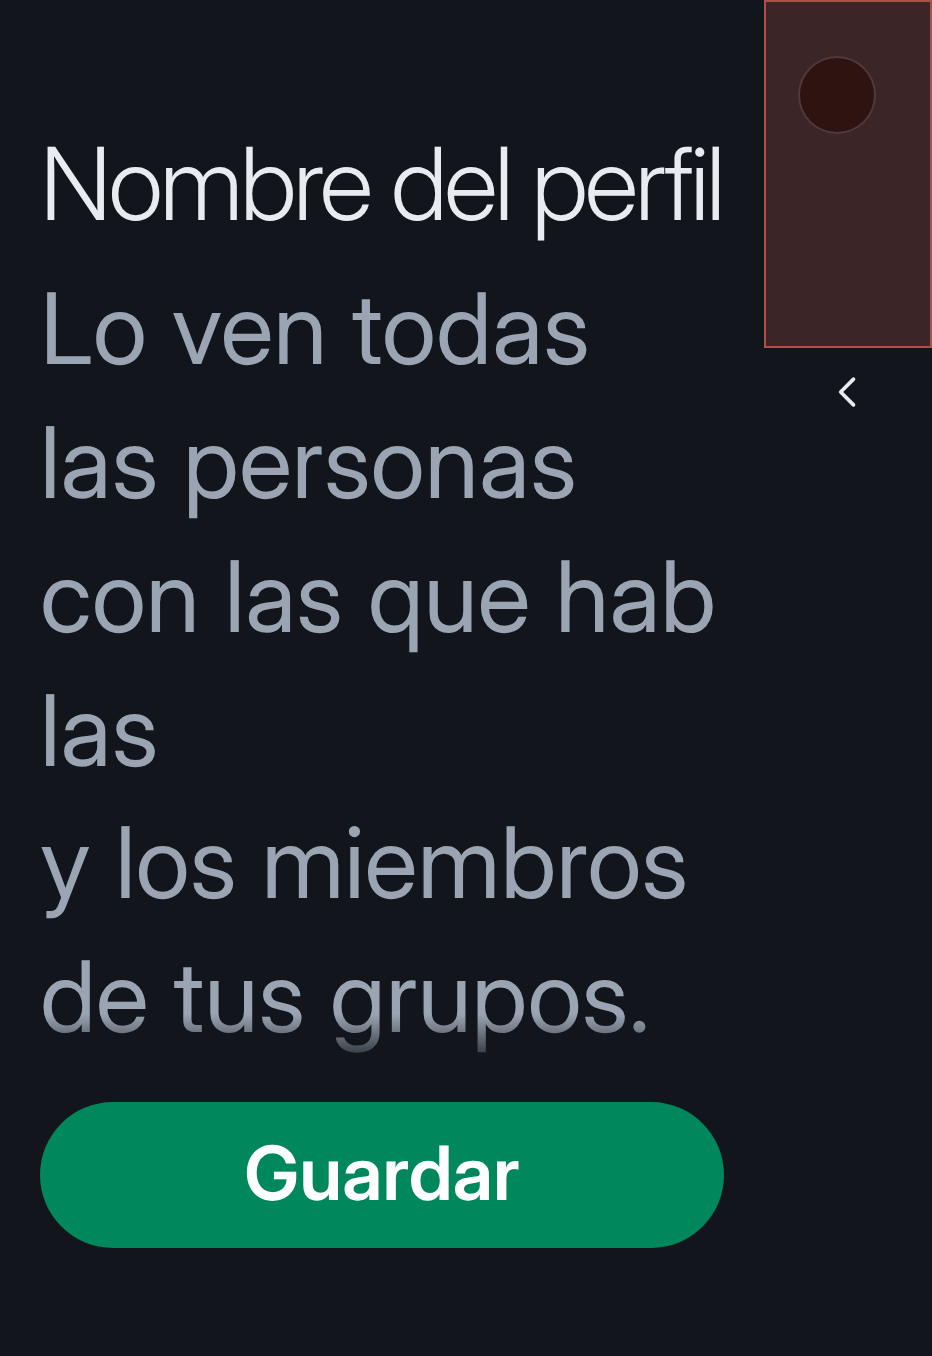 Nombre del perfil
Lo ven todas
las personas
con las que hab
las
y los miembros
de tus grupos.
Guardar